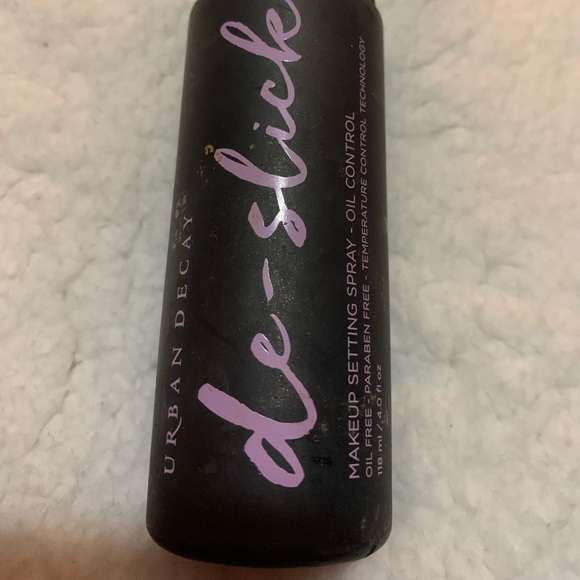 URBAN DECAY
de-slick
MAKEUP SETTING SPRAY - OIL CONTROL
OIL FREE - PARABEN FREE - TEMPERATURE CONTROL TECHNOLOGY
118 ml / 4.0 fl oz